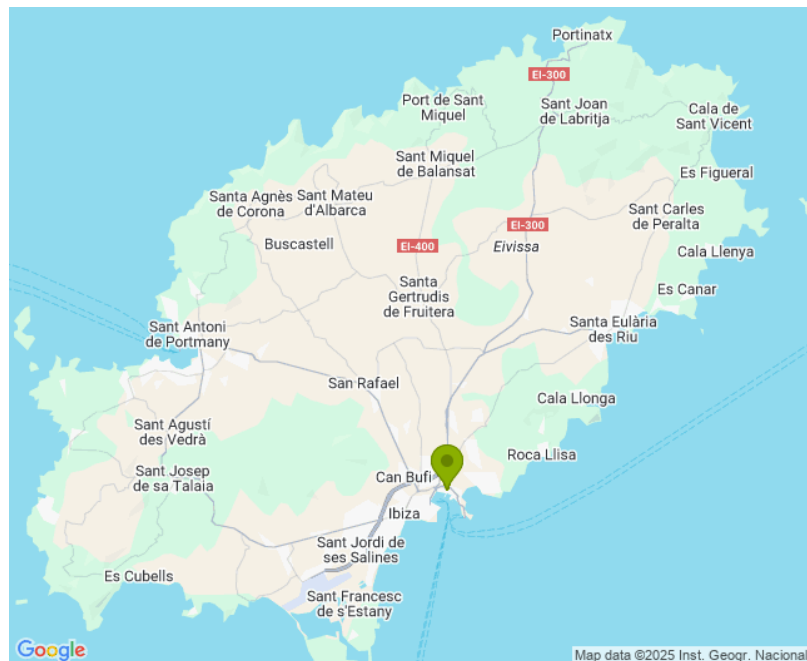 Portinatx
EI-300
Port de Sant
Miquel
Sant Joan
de Labritja
Cala de
Sant Vicent
Sant Miquel
de Balansat
Es Figueral
Santa Agnès
de Corona
Sant Mateu
d'Albarca
Sant Carles
de Peralta
EI-300
Buscastell
EI-400
Eivissa
Cala Llenya
Santa
Gertrudis
de Fruitera
Es Canar
Sant Antoni
de Portmany
Santa Eulària
des Riu
San Rafael
Cala Llonga
Sant Agustí
des Vedrà
Roca Llisa
Sant Josep
de sa Talaia
Can Bufi
Ibiza
Sant Jordi de
ses Salines
Es Cubells
Sant Francesc
de s'Estany
Google
Map data ©2025 Inst. Geogr. Nacional